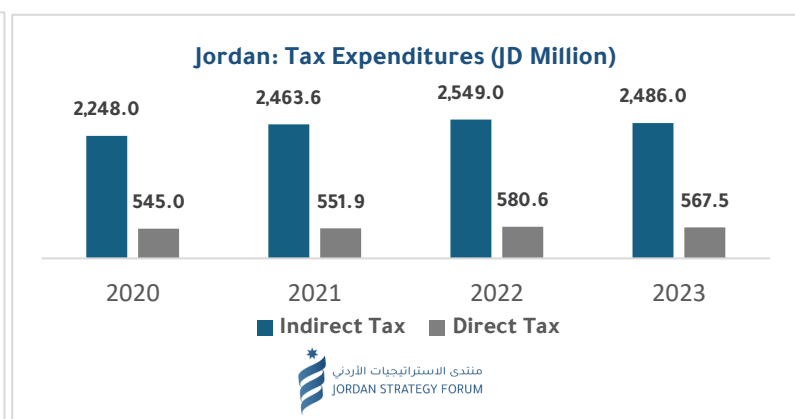 Jordan: Tax Expenditures (JD Million)
2,248.0
2,463.6
2,549.0
2,486.0
545.0
551.9
580.6
567.5
2020
2021
2022
2023
Indirect Tax
Direct Tax
منتدى الاستراتيجيات الأردني
JORDAN STRATEGY FORUM